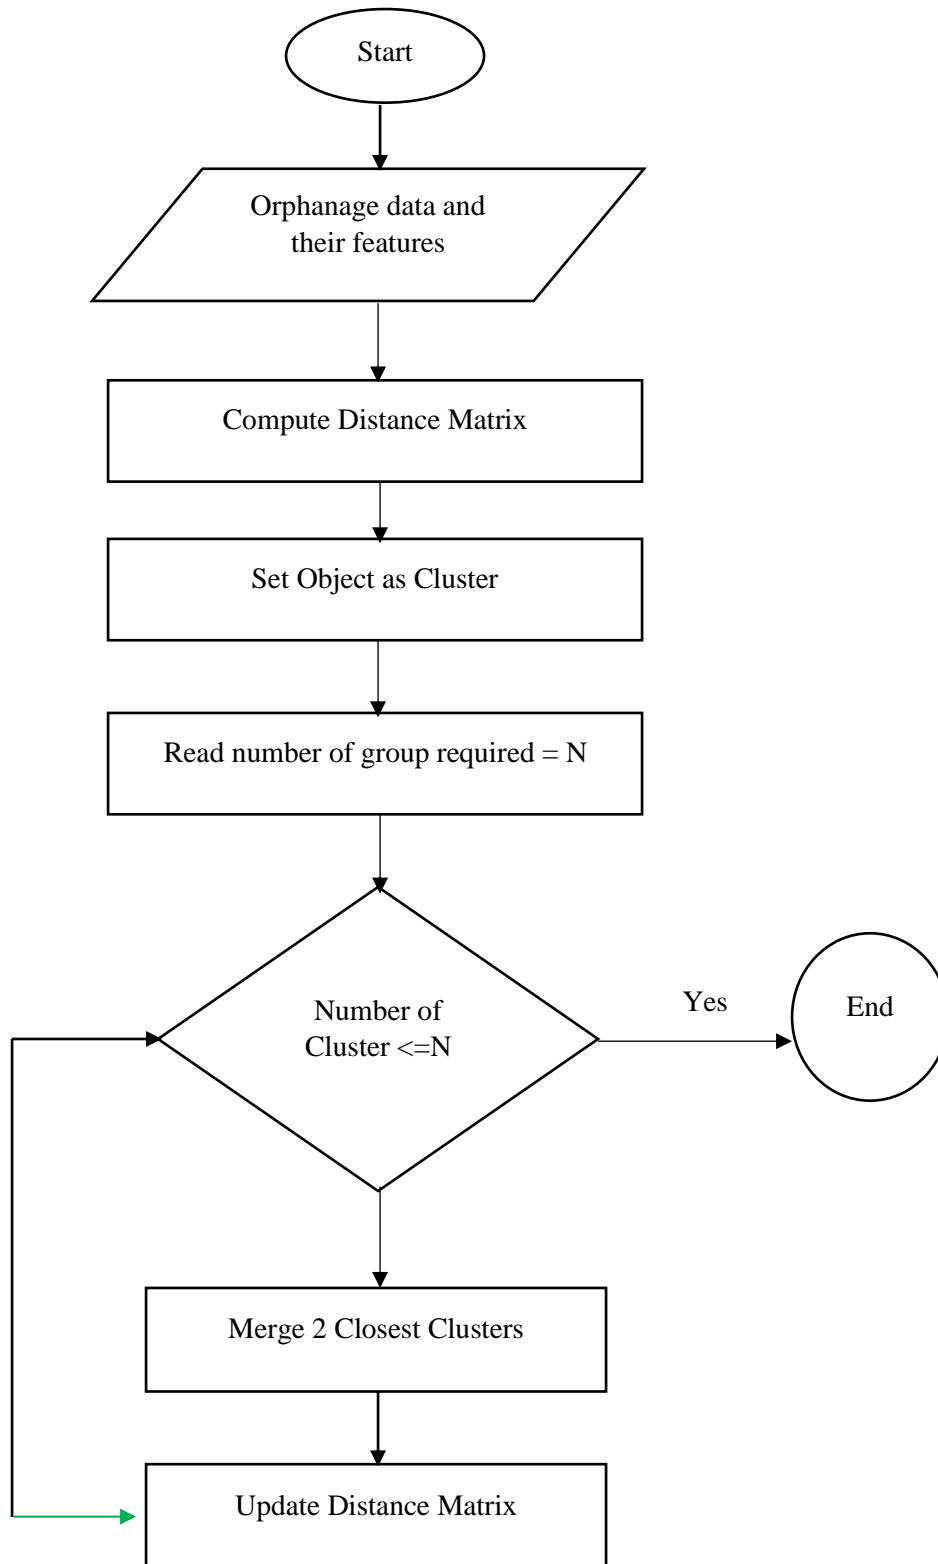 Start
Orphanage data and
their features
Compute Distance Matrix
Set Object as Cluster
Read number of group required = N
Number of
Cluster <=N
Yes
End
Merge 2 Closest Clusters
Update Distance Matrix